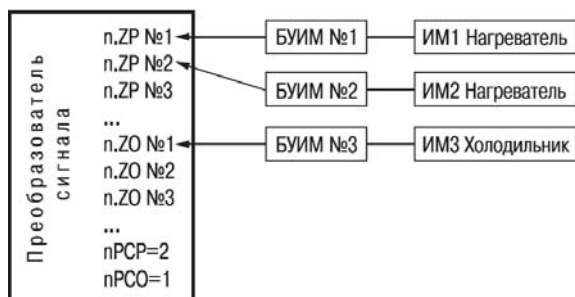 Преобразователь
сигнала
n.ZP №1
n.ZP №2
n.ZP №3
...
n.ZO №1
n.ZO №2
n.ZO №3
...
nPCP=2
nPCO=1
БУИМ №1
ИМ1 Нагреватель
БУИМ №2
ИМ2 Нагреватель
БУИМ №3
ИМ3 Холодильник